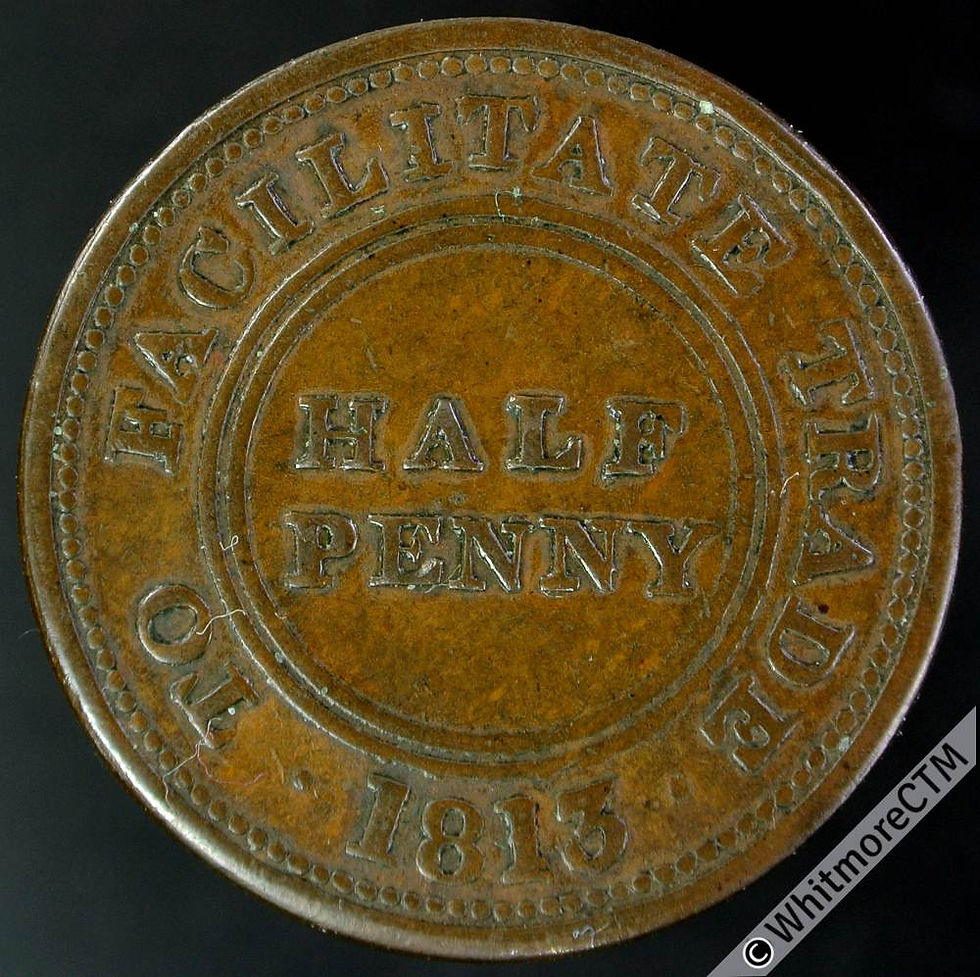 TO FACILITATE TRADE
HALF
PENNY
· 1813 ·
© WhitmoreCTM